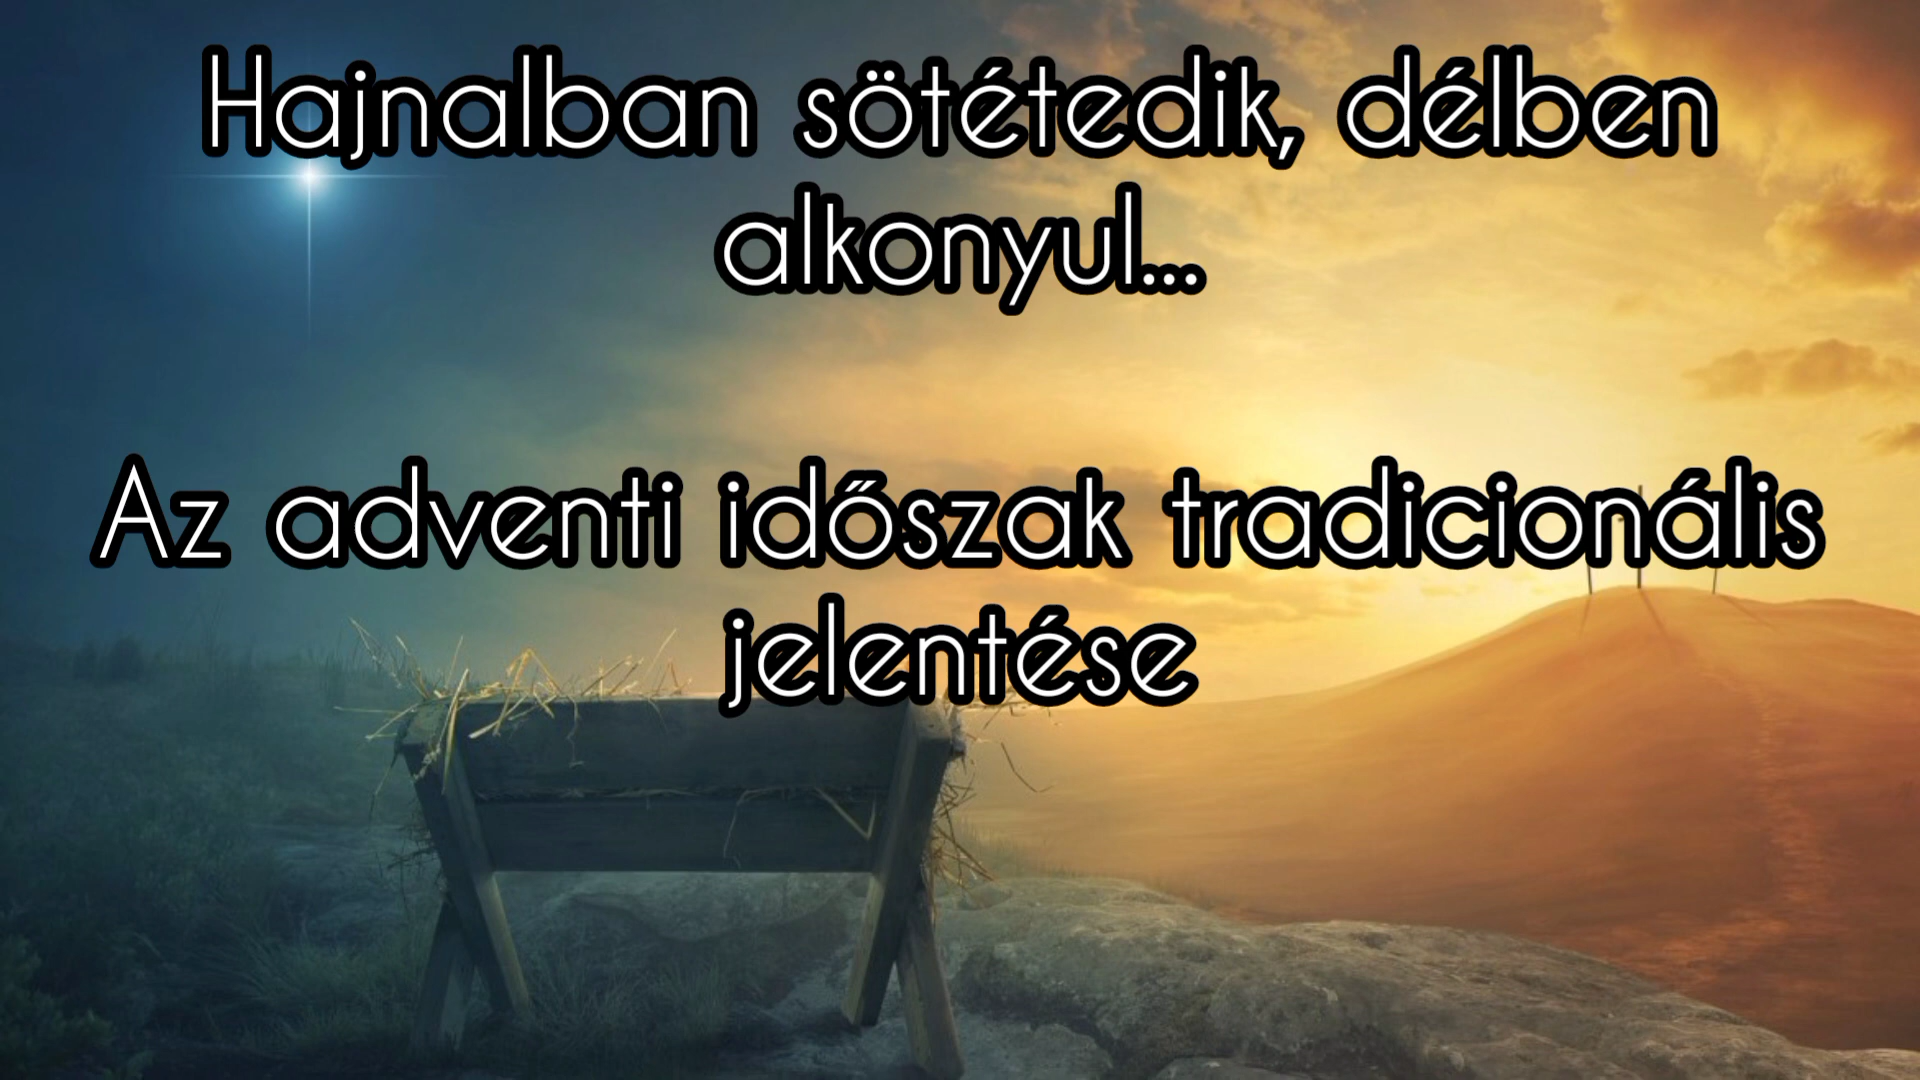 Hajnalban sötétedik, délben
alkonyul...
Az adventi időszak tradicionális
jelentése